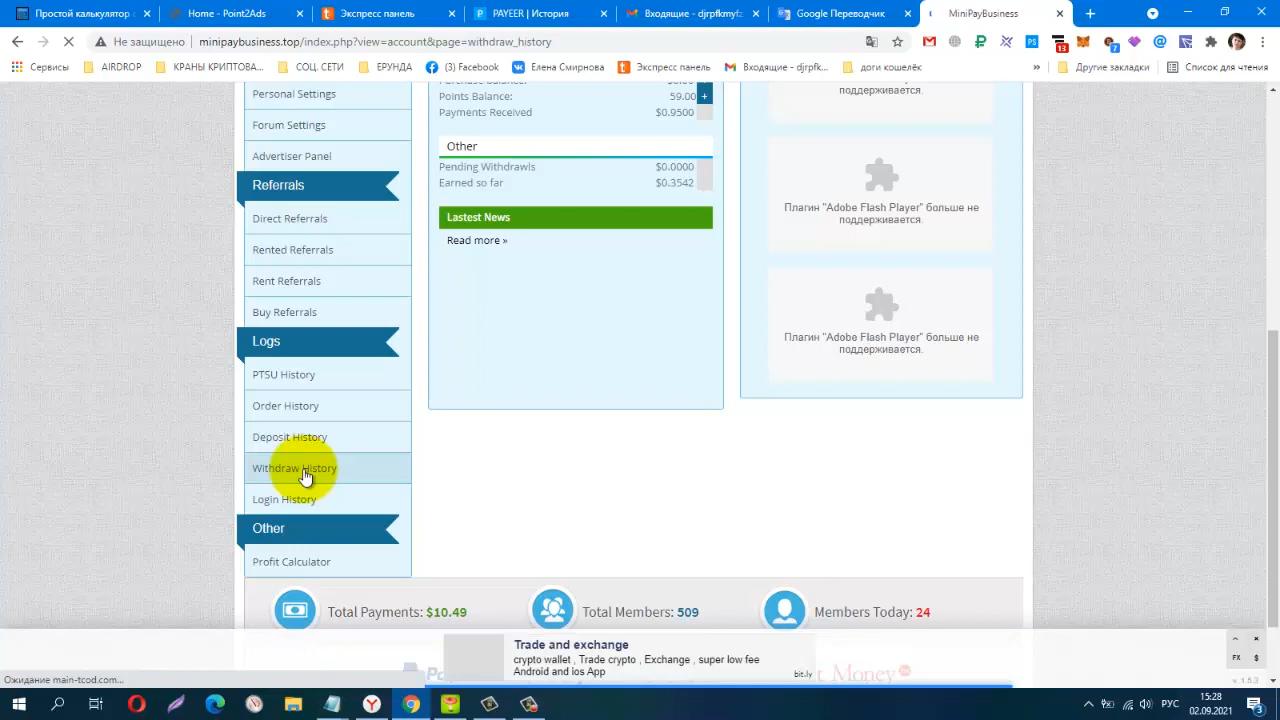 Простой калькулятор
Home - Point2Ads
Экспресс панель
PAYEER | История
Входящие - djrpfkmyfz
Google Переводчик
MiniPayBusiness
Не защищено
minipaybusiness.top/index.php?view=account&page=withdraw_history
Сервисы
AIRDROP
КРАНЫ КРИПТОВА...
СОЦ. СЕТИ
ЕРУНДА
(3) Facebook
Елена Смирнова
Экспресс панель
Входящие - djrpfk...
доги кошелёк
»
Другие закладки
Список для чтения
Personal Settings
Forum Settings
Advertiser Panel
Referrals
Direct Referrals
Rented Referrals
Rent Referrals
Buy Referrals
Logs
PTSU History
Order History
Deposit History
Withdraw History
Login History
Other
Profit Calculator
Points Balance: 59.00 +
Payments Received $0.9500
Other
Pending Withdrawls $0.0000
Earned so far $0.3542
Lastest News
Read more »
поддерживается.
Плагин "Adobe Flash Player" больше не
поддерживается.
Плагин "Adobe Flash Player" больше не
поддерживается.
Total Payments: $10.49
Total Members: 509
Members Today: 24
Trade and exchange
crypto wallet , Trade crypto , Exchange , super low fee
Android and ios App
bit.ly
FX $
t Money
v.1.5.3
Ожидание main-tcod.com...
РУС
15:28
02.09.2021